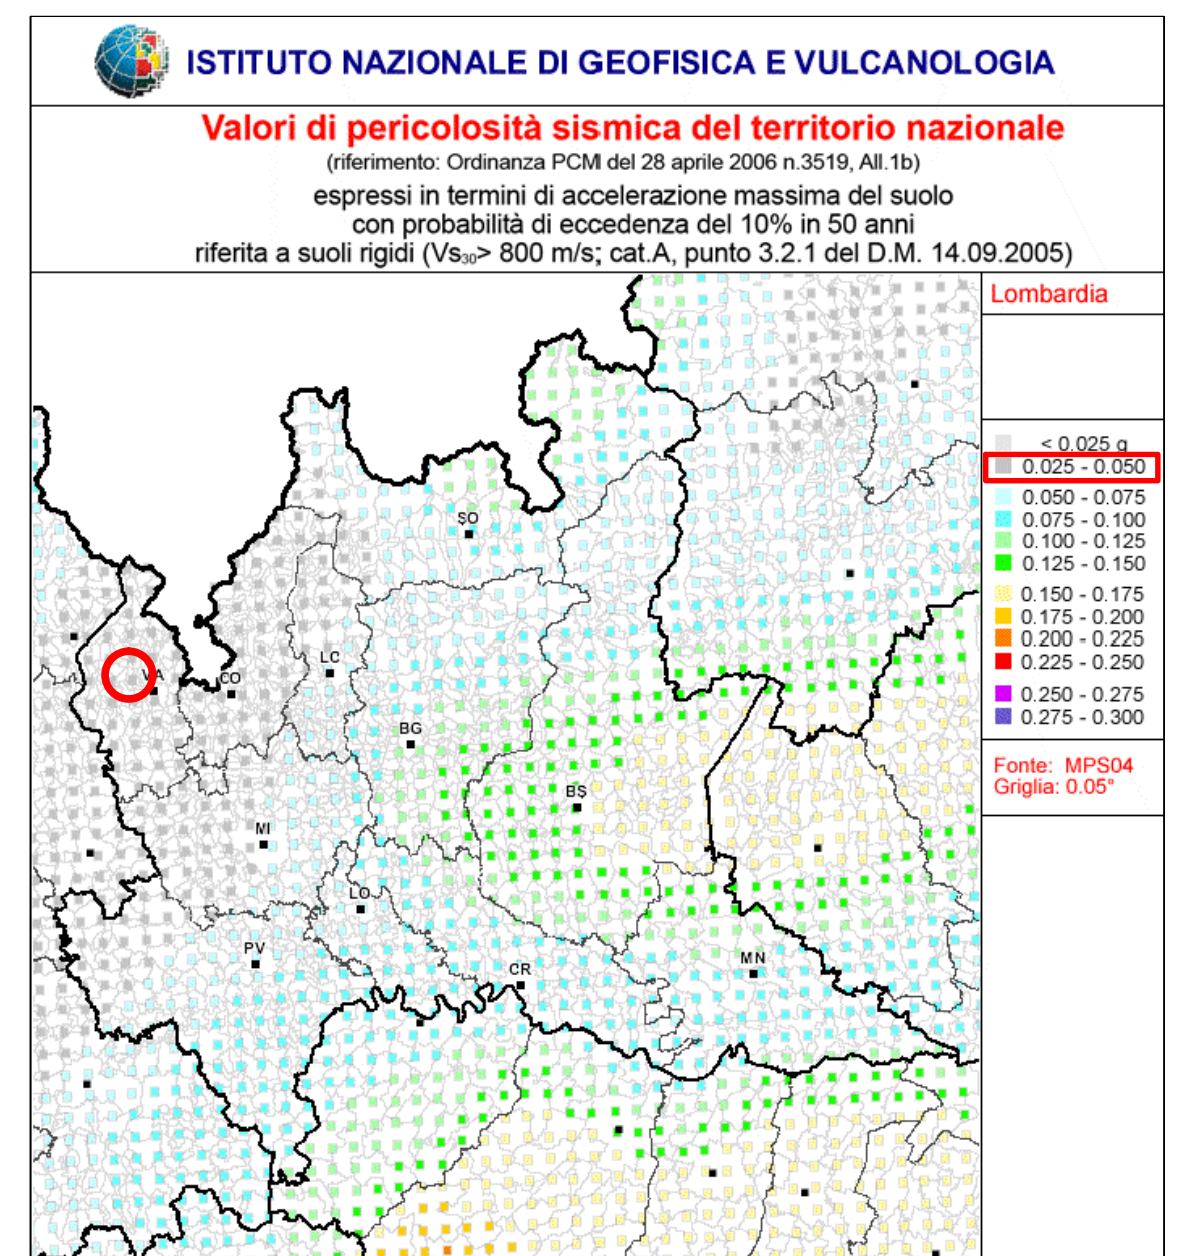 ISTITUTO NAZIONALE DI GEOFISICA E VULCANOLOGIA
Valori di pericolosità sismica del territorio nazionale
(riferimento: Ordinanza PCM del 28 aprile 2006 n.3519, All.1b)
espressi in termini di accelerazione massima del suolo
con probabilità di eccedenza del 10% in 50 anni
riferita a suoli rigidi (Vs30> 800 m/s; cat.A, punto 3.2.1 del D.M. 14.09.2005)
Lombardia
< 0.025 g
0.025 - 0.050
0.050 - 0.075
0.075 - 0.100
0.100 - 0.125
0.125 - 0.150
0.150 - 0.175
0.175 - 0.200
0.200 - 0.225
0.225 - 0.250
0.250 - 0.275
0.275 - 0.300
Fonte: MPS04
Griglia: 0.05°
SO
LC
VA
CO
BG
BS
MI
LO
PV
CR
MN